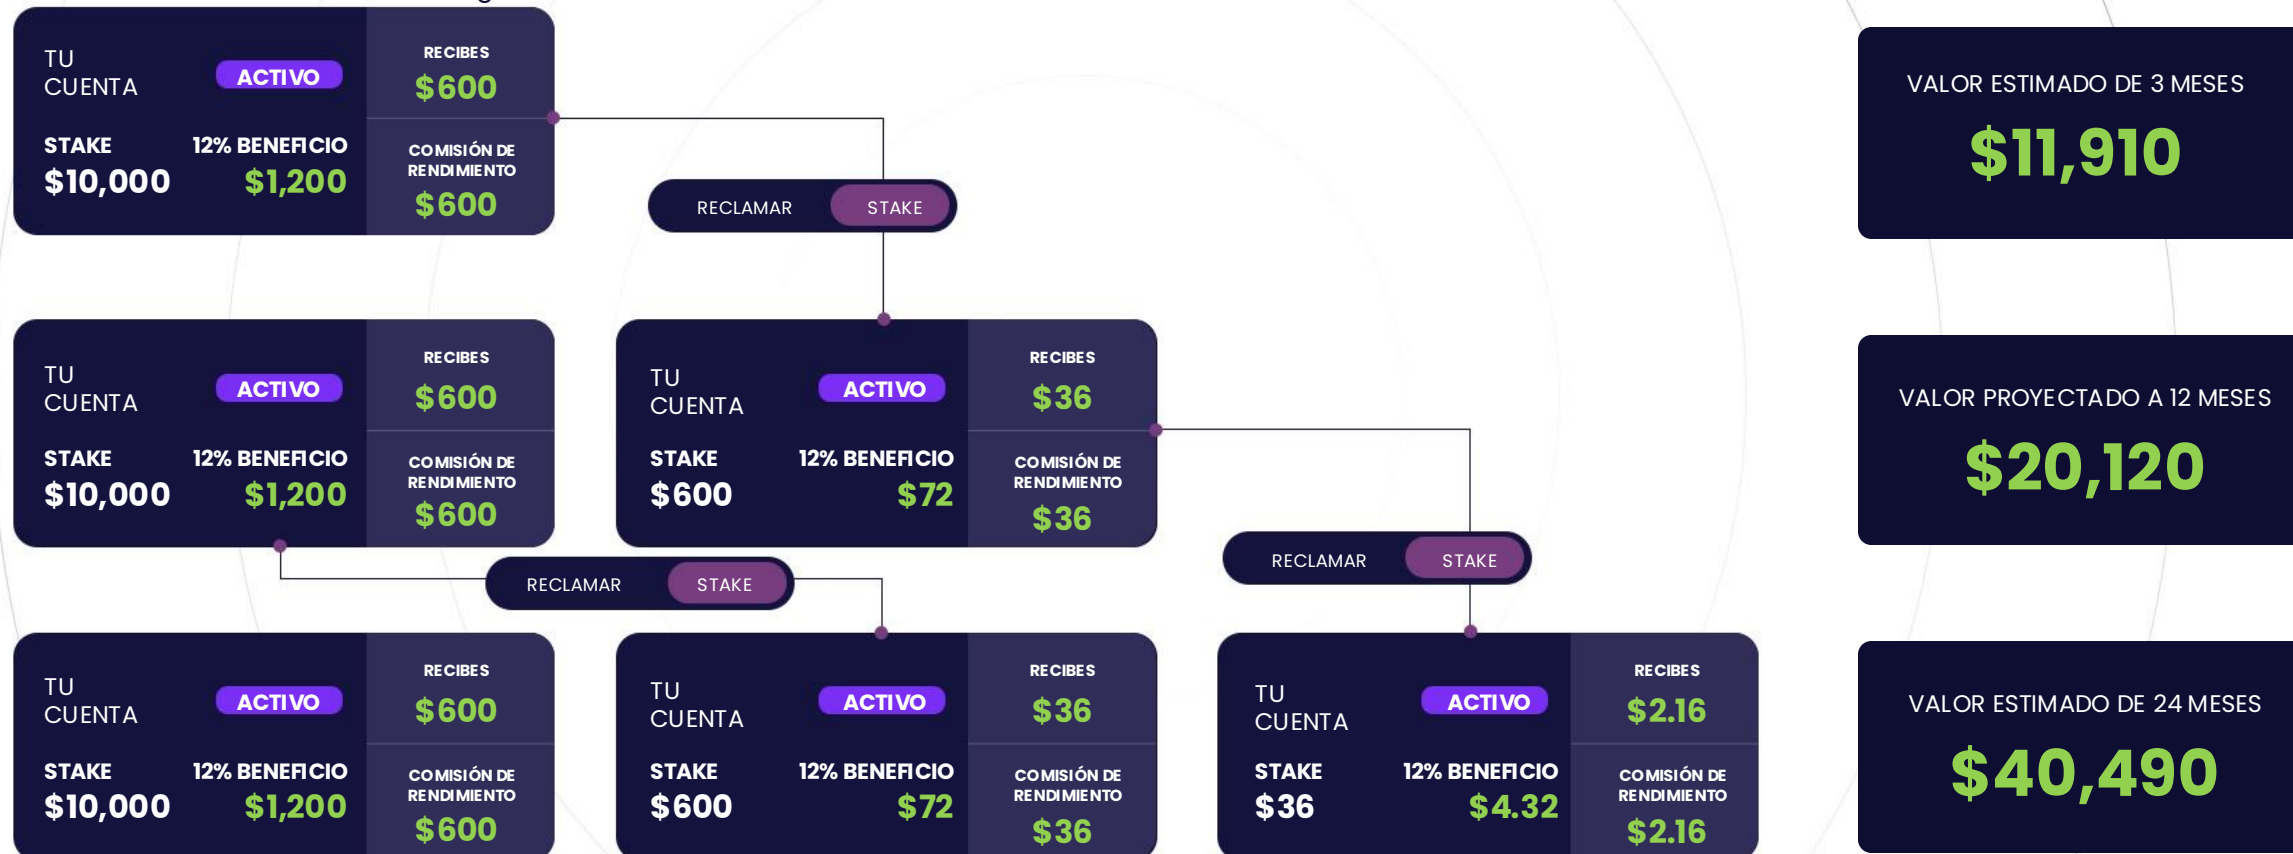 TU
CUENTA
ACTIVO
STAKE
$10,000
12% BENEFICIO
$1,200
RECIBES
$600
COMISIÓN DE
RENDIMIENTO
$600
RECLAMAR STAKE
VALOR ESTIMADO DE 3 MESES
$11,910
TU
CUENTA
ACTIVO
STAKE
$10,000
12% BENEFICIO
$1,200
RECIBES
$600
COMISIÓN DE
RENDIMIENTO
$600
TU
CUENTA
ACTIVO
STAKE
$600
12% BENEFICIO
$72
RECIBES
$36
COMISIÓN DE
RENDIMIENTO
$36
VALOR PROYECTADO A 12 MESES
$20,120
RECLAMAR STAKE
RECLAMAR STAKE
TU
CUENTA
ACTIVO
STAKE
$10,000
12% BENEFICIO
$1,200
RECIBES
$600
COMISIÓN DE
RENDIMIENTO
$600
TU
CUENTA
ACTIVO
STAKE
$600
12% BENEFICIO
$72
RECIBES
$36
COMISIÓN DE
RENDIMIENTO
$36
TU
CUENTA
ACTIVO
STAKE
$36
12% BENEFICIO
$4.32
RECIBES
$2.16
COMISIÓN DE
RENDIMIENTO
$2.16
VALOR ESTIMADO DE 24 MESES
$40,490